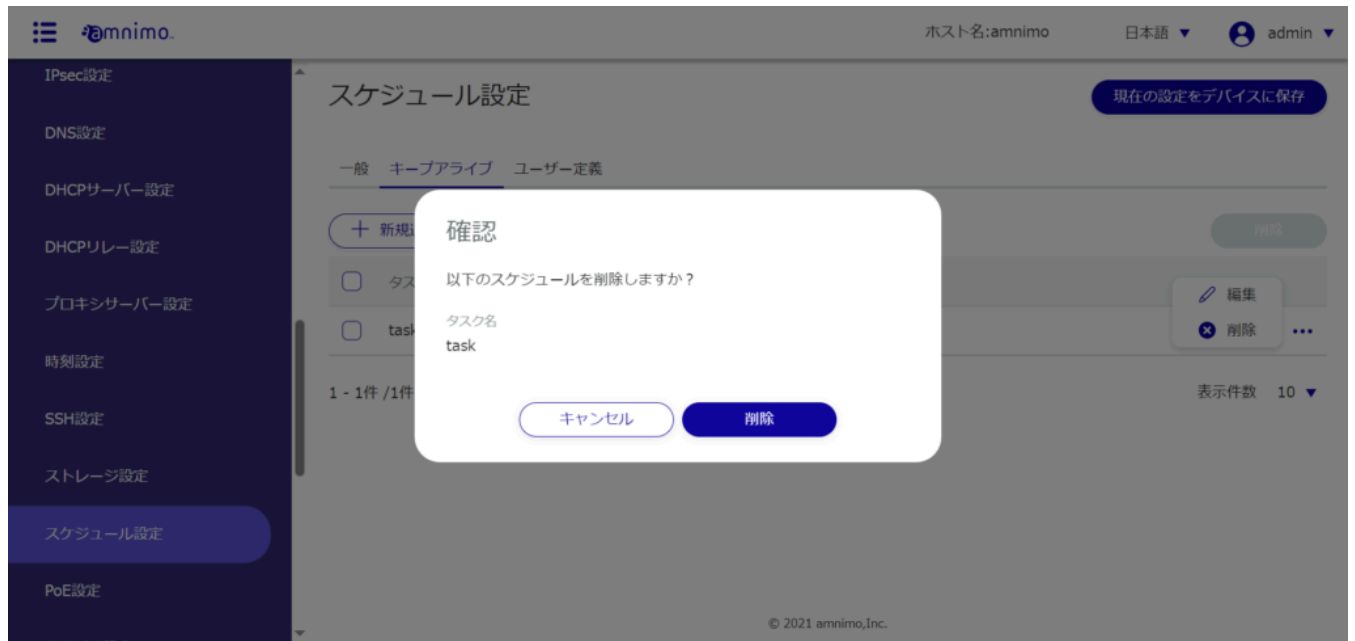 amnimo
ホスト名:amnimo
日本語 ▼
admin ▼
IPsec設定
DNS設定
DHCPサーバー設定
DHCPリレー設定
プロキシサーバー設定
時刻設定
SSH設定
ストレージ設定
スケジュール設定
PoE設定
スケジュール設定
現在の設定をデバイスに保存
一般 キープアライブ ユーザー定義
新規
削除
タス
編集
task
削除
1 - 1件 /1件
表示件数 10 ▼
確認
以下のスケジュールを削除しますか？
タスク名
task
キャンセル 削除
© 2021 amnimo,Inc.